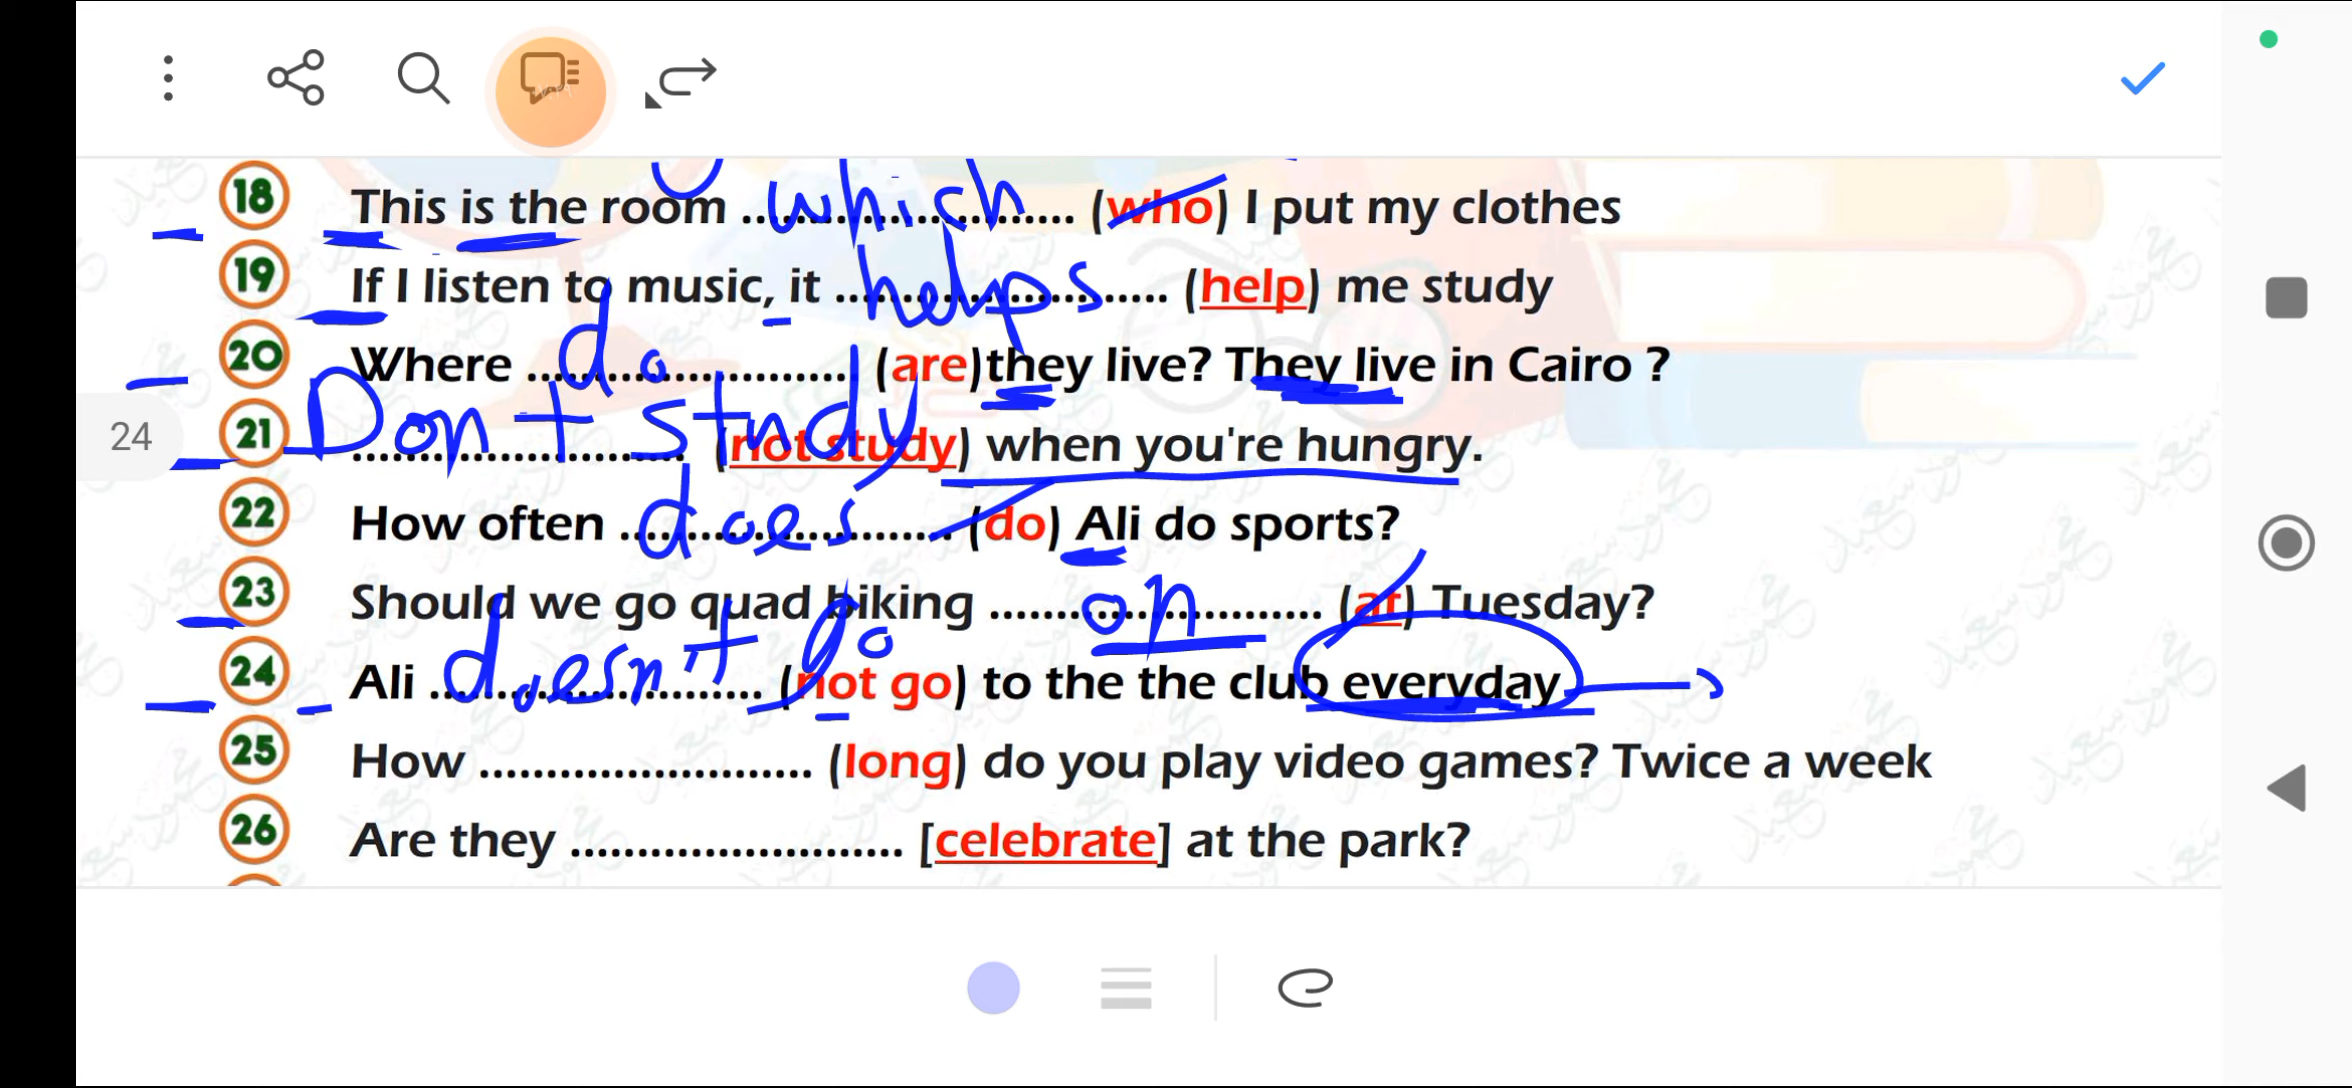 18 This is the room which ........................ (who) I put my clothes
19 If I listen to music, it helps ........................ (help) me study
20 Where do ........................ (are)they live? They live in Cairo ?
21 Don't study ........................ (not study) when you're hungry.
24
22 How often does ........................ (do) Ali do sports?
23 Should we go quad biking on ........................ (at) Tuesday?
24 Ali doesn't go ........................ (not go) to the the club everyday
25 How ........................ (long) do you play video games? Twice a week
26 Are they ........................ [celebrate] at the park?